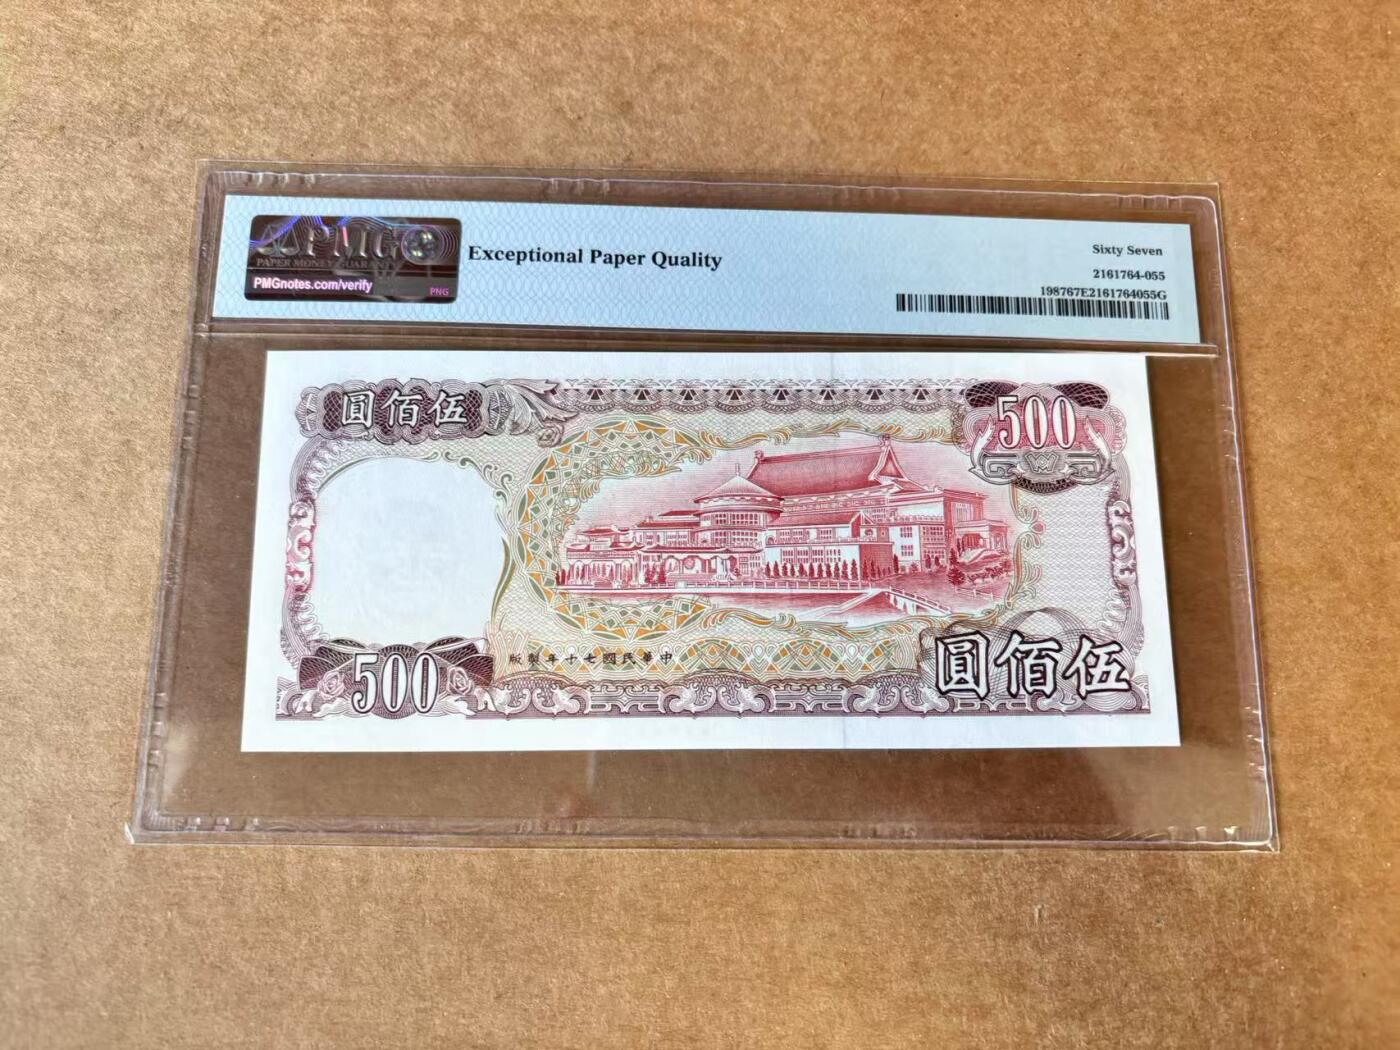 PMG
PAPER MONEY GUARANTY
PMGnotes.com/verify
PNG
Exceptional Paper Quality
Sixty Seven
2161764-055
198767E2161764055G
圓佰伍
500
版製年十七國民華中
500
圓佰伍